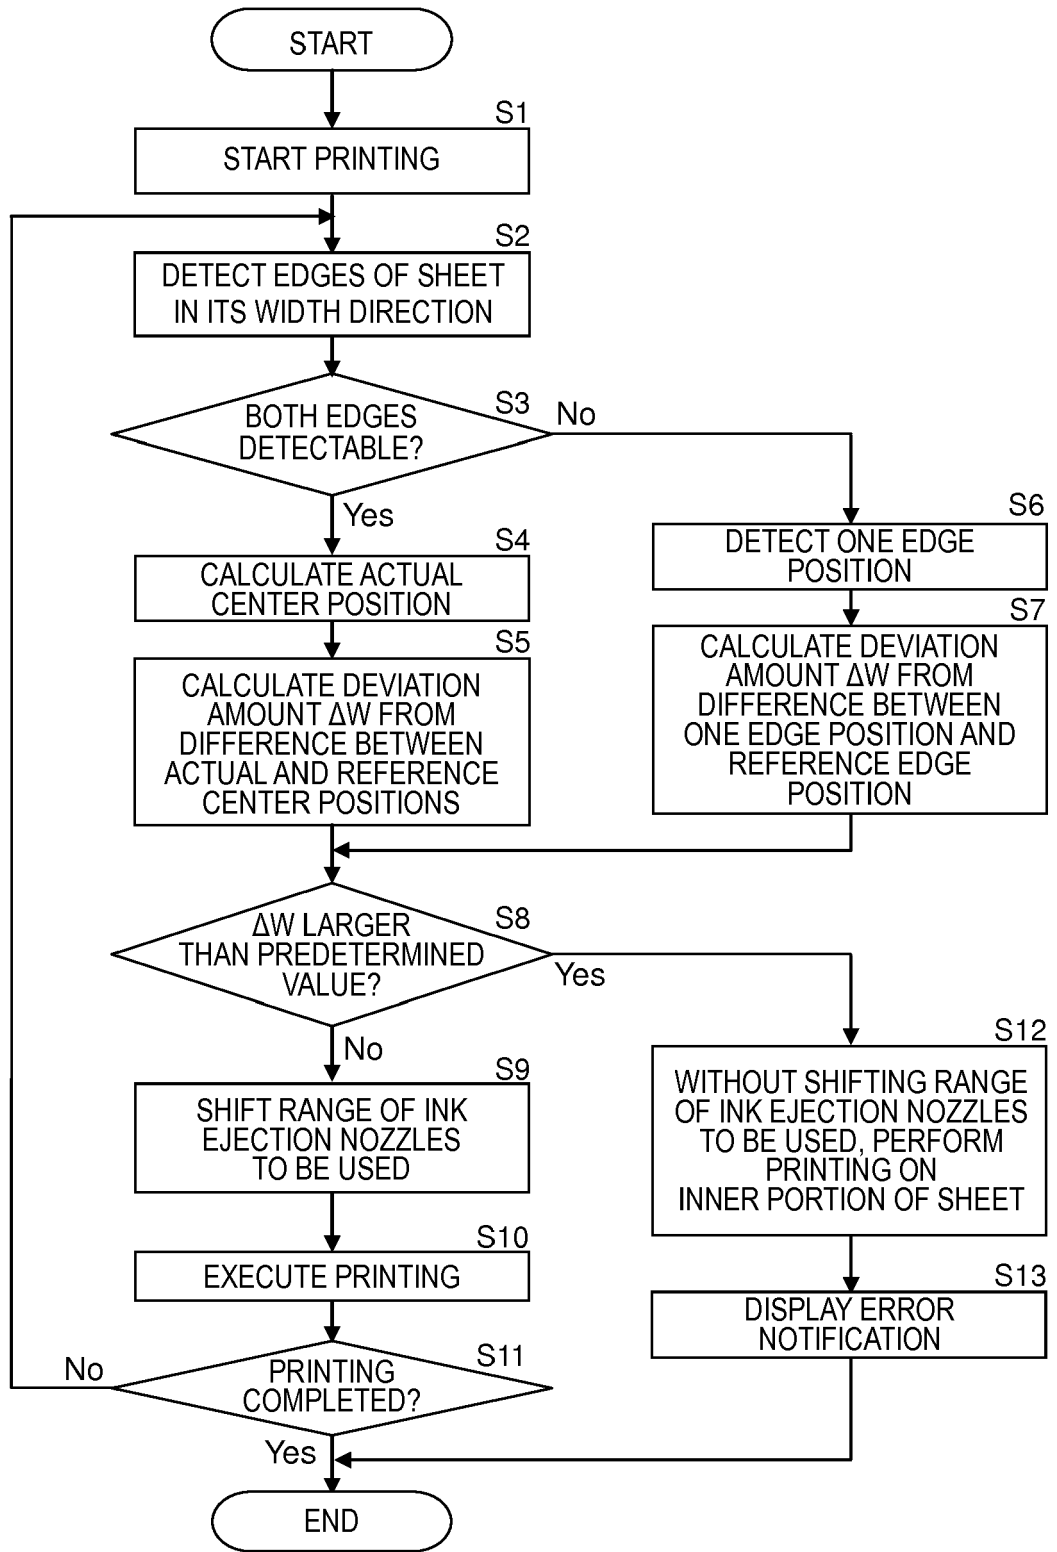 START
S1
START PRINTING
S2
DETECT EDGES OF SHEET
IN ITS WIDTH DIRECTION
S3
BOTH EDGES
DETECTABLE?
No
Yes
S4
CALCULATE ACTUAL
CENTER POSITION
S5
CALCULATE DEVIATION
AMOUNT ΔW FROM
DIFFERENCE BETWEEN
ACTUAL AND REFERENCE
CENTER POSITIONS
S6
DETECT ONE EDGE
POSITION
S7
CALCULATE DEVIATION
AMOUNT ΔW FROM
DIFFERENCE BETWEEN
ONE EDGE POSITION AND
REFERENCE EDGE
POSITION
S8
ΔW LARGER
THAN PREDETERMINED
VALUE?
Yes
No
S9
SHIFT RANGE OF INK
EJECTION NOZZLES
TO BE USED
S10
EXECUTE PRINTING
S11
PRINTING
COMPLETED?
No
Yes
S12
WITHOUT SHIFTING RANGE
OF INK EJECTION NOZZLES
TO BE USED, PERFORM
PRINTING ON
INNER PORTION OF SHEET
S13
DISPLAY ERROR
NOTIFICATION
END